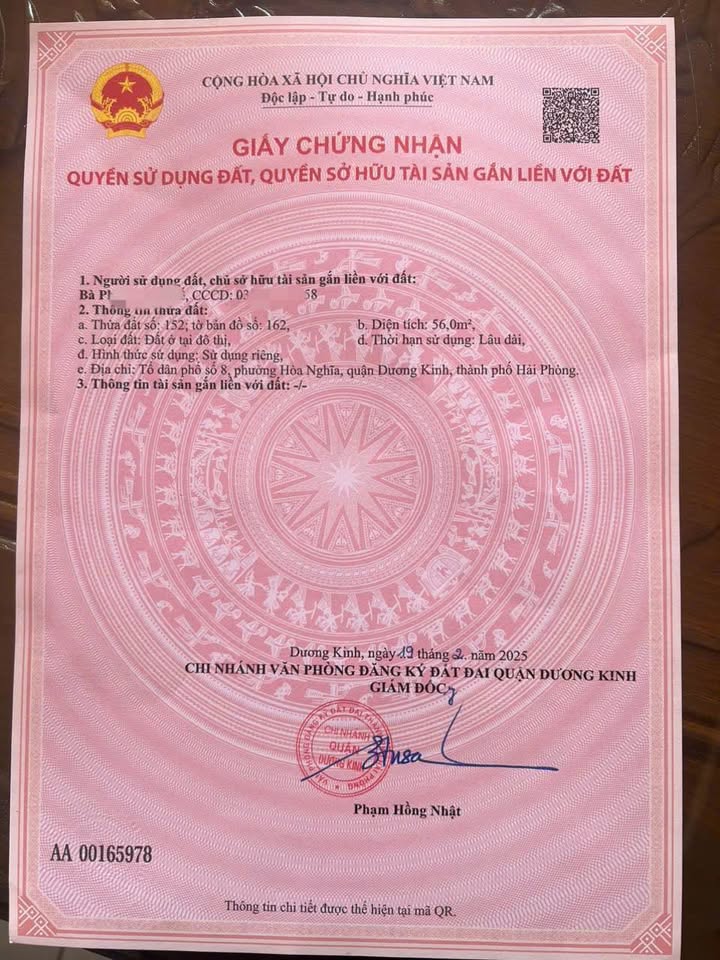 CỘNG HÒA XÃ HỘI CHỦ NGHĨA VIỆT NAM
Độc lập - Tự do - Hạnh phúc
GIẤY CHỨNG NHẬN
QUYỀN SỬ DỤNG ĐẤT, QUYỀN SỞ HỮU TÀI SẢN GẮN LIỀN VỚI ĐẤT
1. Người sử dụng đất, chủ sở hữu tài sản gắn liền với đất:
Bà , CCCD: 03 58
2. Thông tin thửa đất:
a. Thửa đất số: 152; tờ bản đồ số: 162, b. Diện tích: 56,0m²,
c. Loại đất: Đất ở tại đô thị, d. Thời hạn sử dụng: Lâu dài,
đ. Hình thức sử dụng: Sử dụng riêng,
e. Địa chỉ: Tổ dân phố số 8, phường Hòa Nghĩa, quận Dương Kinh, thành phố Hải Phòng.
3. Thông tin tài sản gắn liền với đất: -/-
Dương Kinh, ngày 19 tháng 2 năm 2025
CHI NHÁNH VĂN PHÒNG ĐĂNG KÝ ĐẤT ĐAI QUẬN DƯƠNG KINH
GIÁM ĐỐC
CHI NHÁNH
QUẬN
DƯƠNG KINH
Phạm Hồng Nhật
AA 00165978
Thông tin chi tiết được thể hiện tại mã QR.